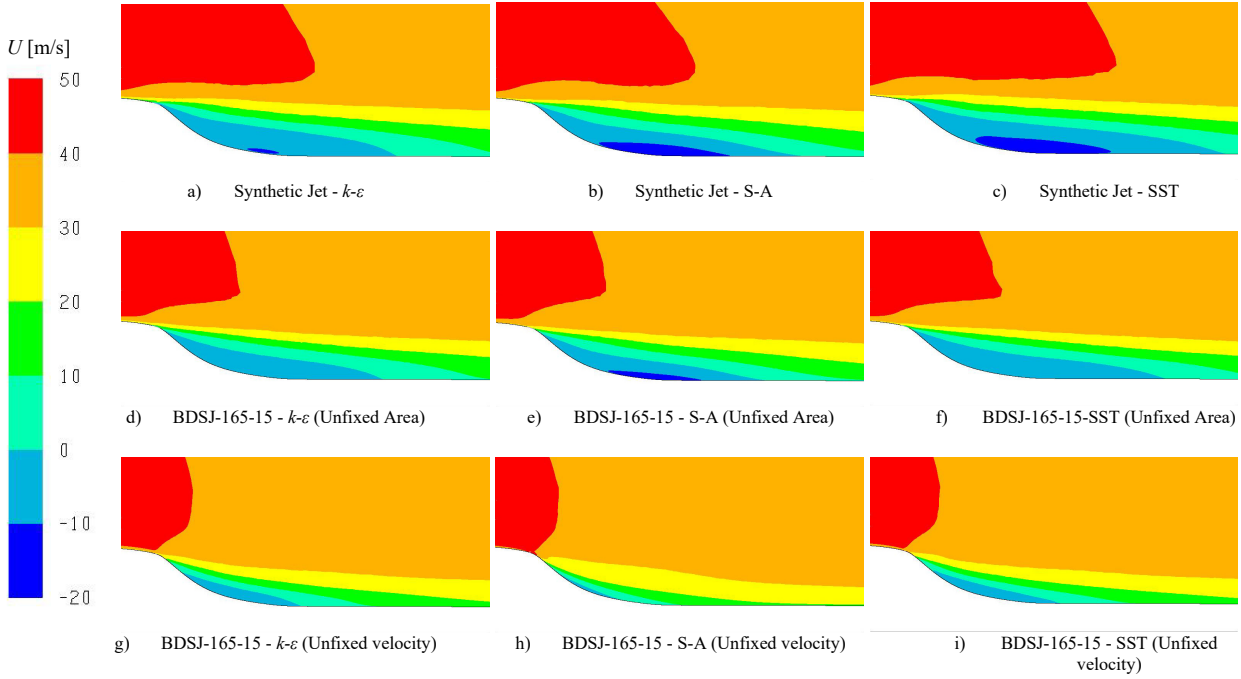 U [m/s]
50
40
30
20
10
0
-10
-20
a) Synthetic Jet - k-ε
b) Synthetic Jet - S-A
c) Synthetic Jet - SST
d) BDSJ-165-15 - k-ε (Unfixed Area)
e) BDSJ-165-15 - S-A (Unfixed Area)
f) BDSJ-165-15-SST (Unfixed Area)
g) BDSJ-165-15 - k-ε (Unfixed velocity)
h) BDSJ-165-15 - S-A (Unfixed velocity)
i) BDSJ-165-15 - SST (Unfixed
velocity)